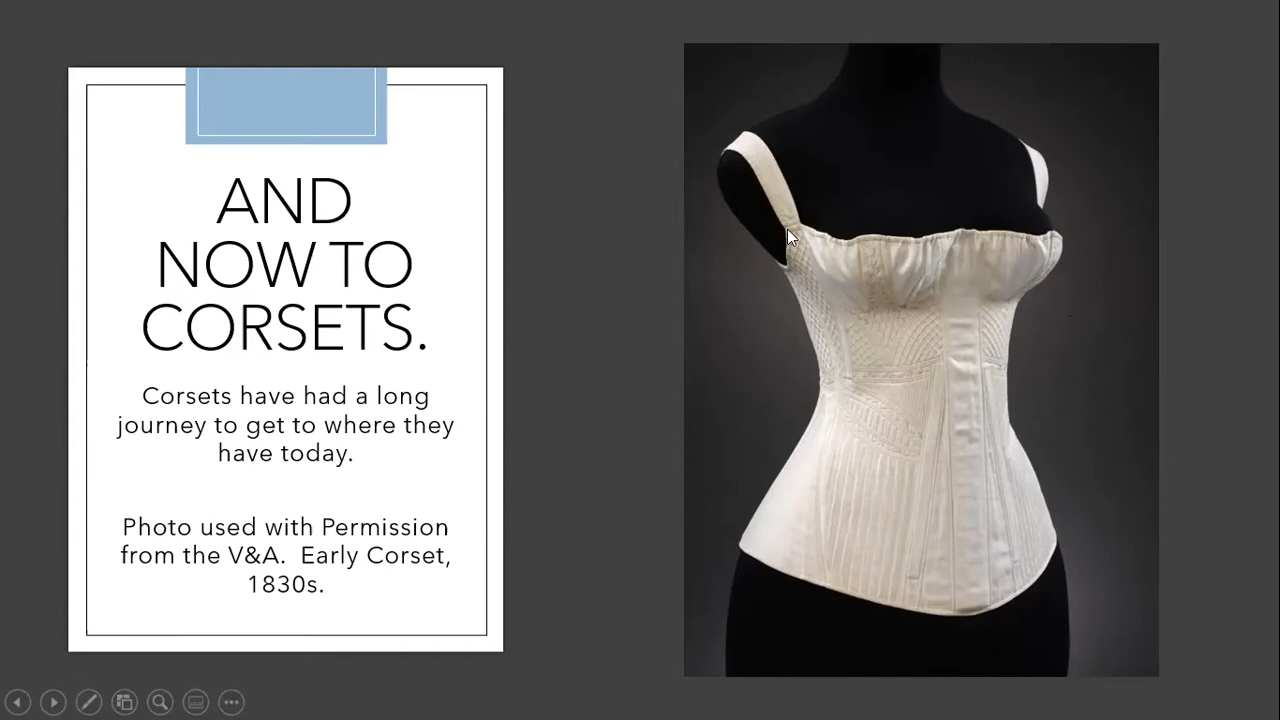 AND
NOW TO
CORSETS.
Corsets have had a long
journey to get to where they
have today.
Photo used with Permission
from the V&A.  Early Corset,
1830s.